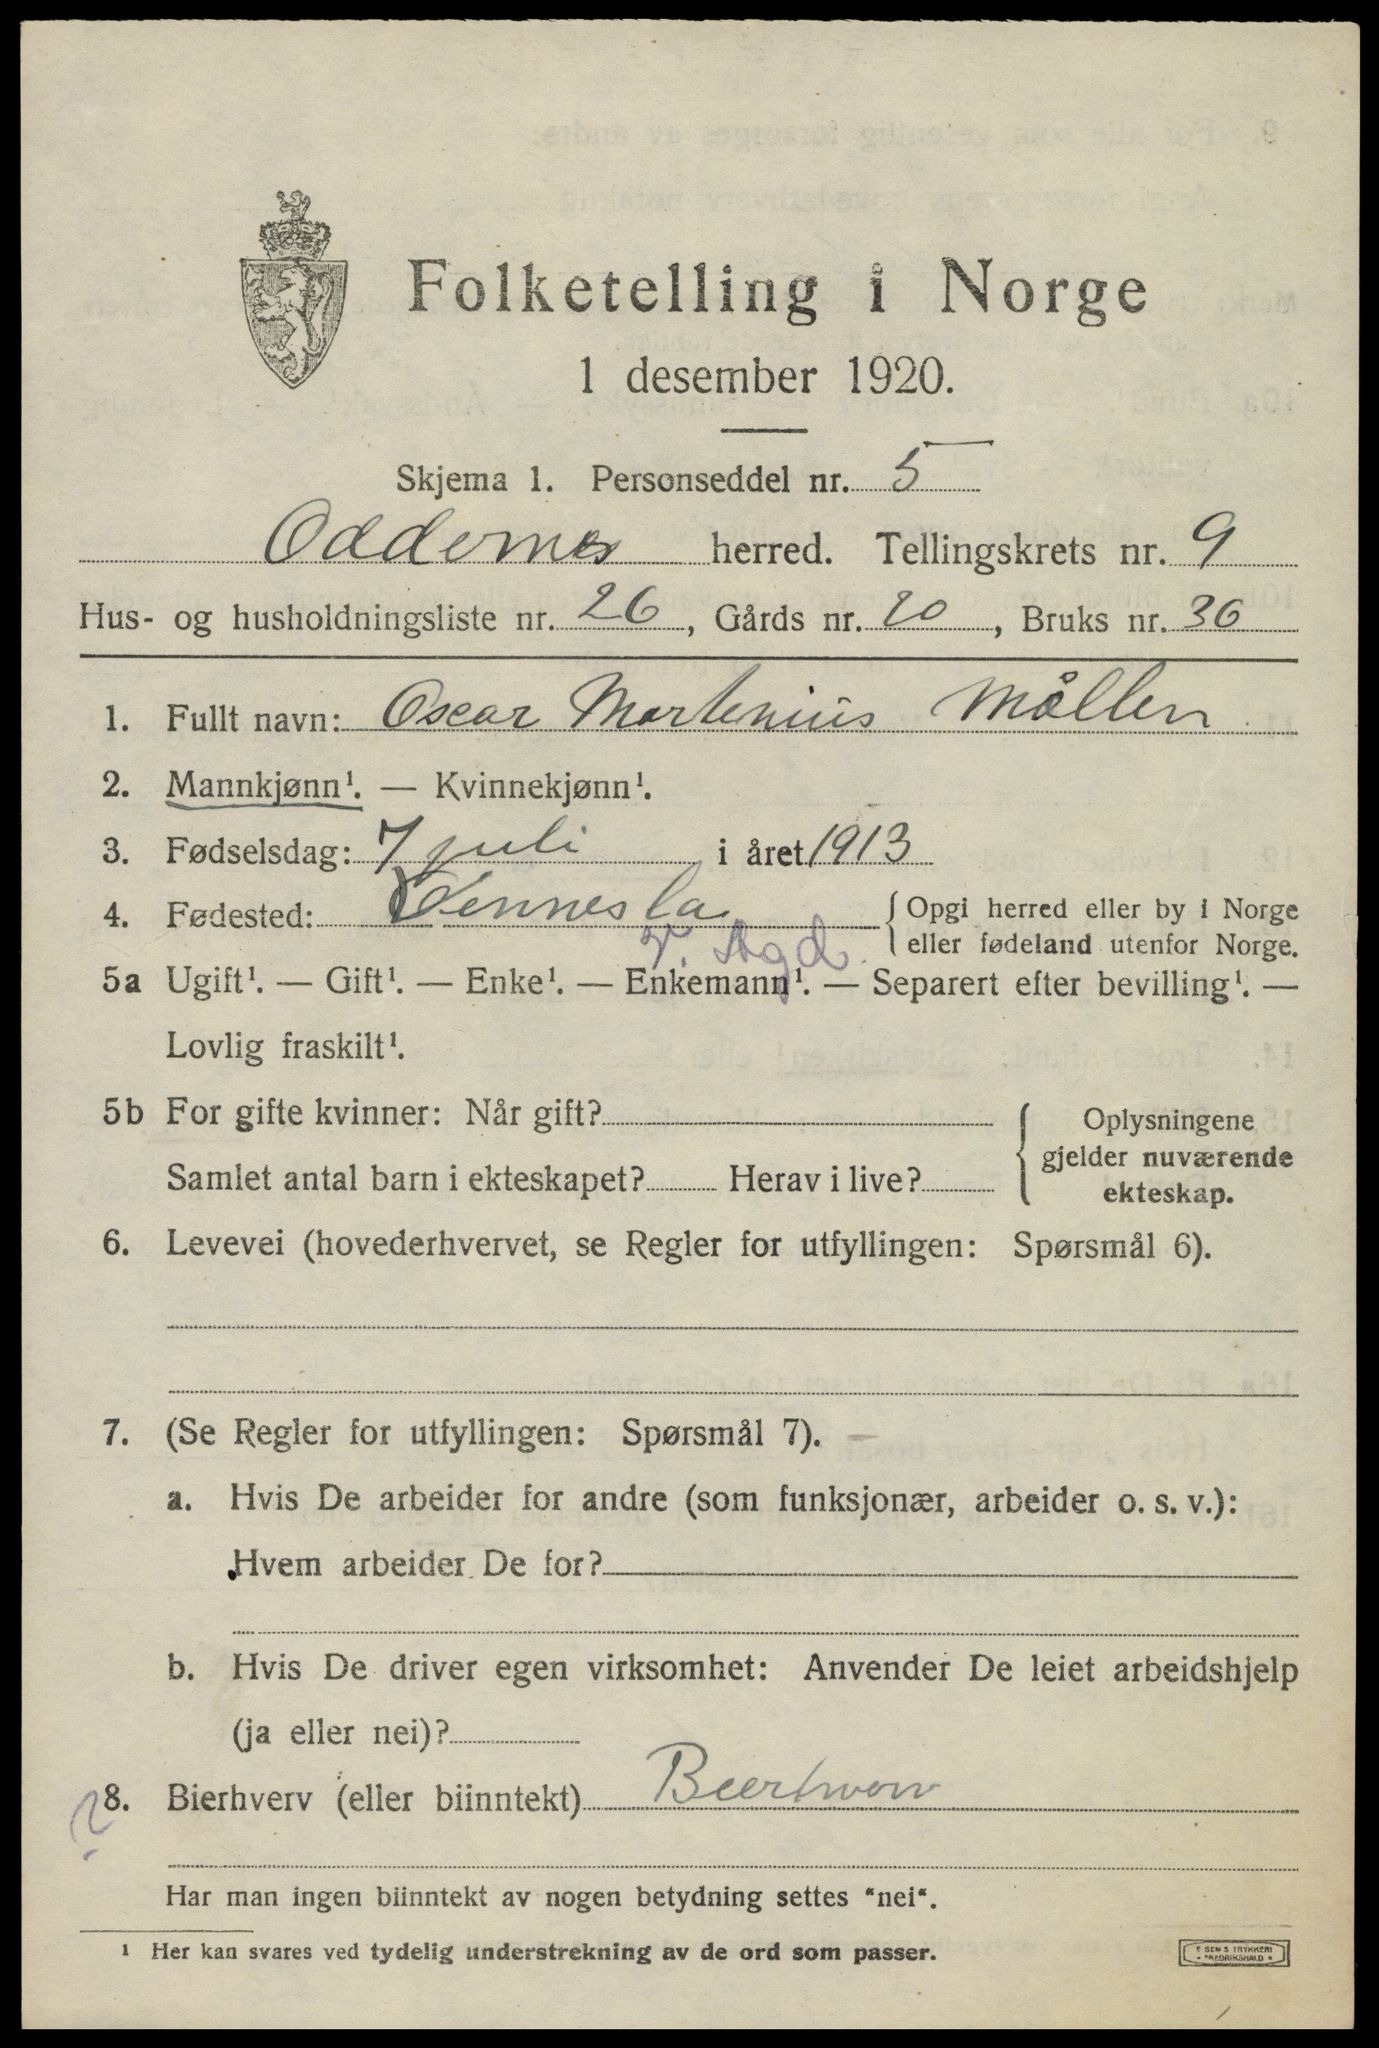 Folketelling i Norge
1 desember 1920.
Skjema 1. Personseddel nr. 5
Oddernes herred. Tellingskrets nr. 9
Hus- og husholdningsliste nr. 26, Gårds nr. 20, Bruks nr. 36
1. Fullt navn: Oscar Martenius Möllen
2. Mannkjønn¹. — Kvinnekjønn¹.
3. Fødselsdag: 7 juli i året 1913
4. Fødested: Vennesla { Opgi herred eller by i Norge
eller fødeland utenfor Norge.
V. Agd.
5a Ugift¹. — Gift¹. — Enke¹. — Enkemann¹. — Separert efter bevilling¹. —
Lovlig fraskilt¹.
5b For gifte kvinner: Når gift?
Samlet antal barn i ekteskapet? Herav i live?
{ Oplysningene
gjelder nuværende
ekteskap.
6. Levevei (hovederhvervet, se Regler for utfyllingen: Spørsmål 6).
7. (Se Regler for utfyllingen: Spørsmål 7).
a. Hvis De arbeider for andre (som funksjonær, arbeider o. s. v.):
Hvem arbeider De for?
b. Hvis De driver egen virksomhet: Anvender De leiet arbeidshjelp
(ja eller nei)?
8. Bierhverv (eller biinntekt)
Har man ingen biinntekt av nogen betydning settes "nei".
¹ Her kan svares ved tydelig understrekning av de ord som passer.